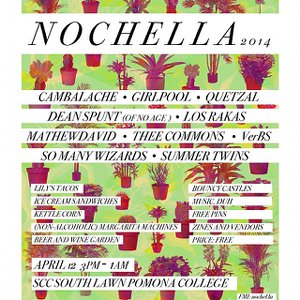 NOCHELLA 2014
CAMBALACHE • GIRLPOOL • QUETZAL
DEAN SPUNT (OF NO AGE) • LOS RAKAS
MATHEWDAVID • THEE COMMONS • VerBS
SO MANY WIZARDS • SUMMER TWINS
LILY'S TACOS
ICE CREAM SANDWICHES
KETTLE CORN
(NON-ALCOHOLIC) MARGARITA MACHINES
BEER AND WINE GARDEN
BOUNCY CASTLES
MUSIC, DUH
FREE PINS
ZINES AND VENDORS
PRICE: FREE
APRIL 12 3PM - 1AM
SCC SOUTH LAWN POMONA COLLEGE
FMI: nochella